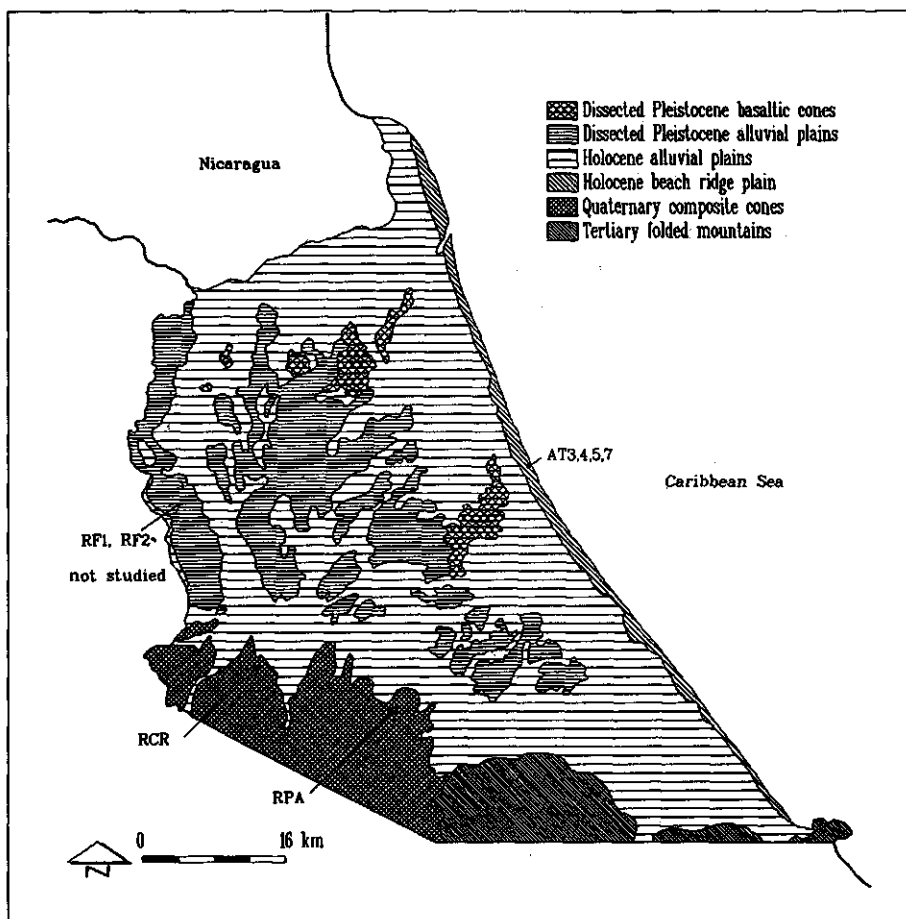 Dissected Pleistocene basaltic cones
Dissected Pleistocene alluvial plains
Nicaragua
Holocene alluvial plains
Holocene beach ridge plain
Quaternary composite cones
Tertiary folded mountains
AT3,4,5,7
Caribbean Sea
RF1, RF2
not studied
RCR
RPA
0 16 km
N